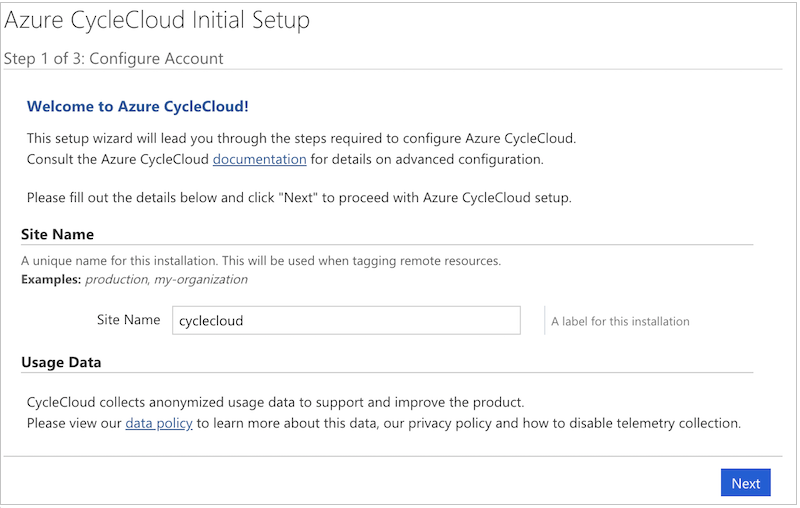 Azure CycleCloud Initial Setup
Step 1 of 3: Configure Account
Welcome to Azure CycleCloud!
This setup wizard will lead you through the steps required to configure Azure CycleCloud.
Consult the Azure CycleCloud documentation for details on advanced configuration.
Please fill out the details below and click "Next" to proceed with Azure CycleCloud setup.
Site Name
A unique name for this installation. This will be used when tagging remote resources.
Examples: production, my-organization
Site Name cyclecloud A label for this installation
Usage Data
CycleCloud collects anonymized usage data to support and improve the product.
Please view our data policy to learn more about this data, our privacy policy and how to disable telemetry collection.
Next